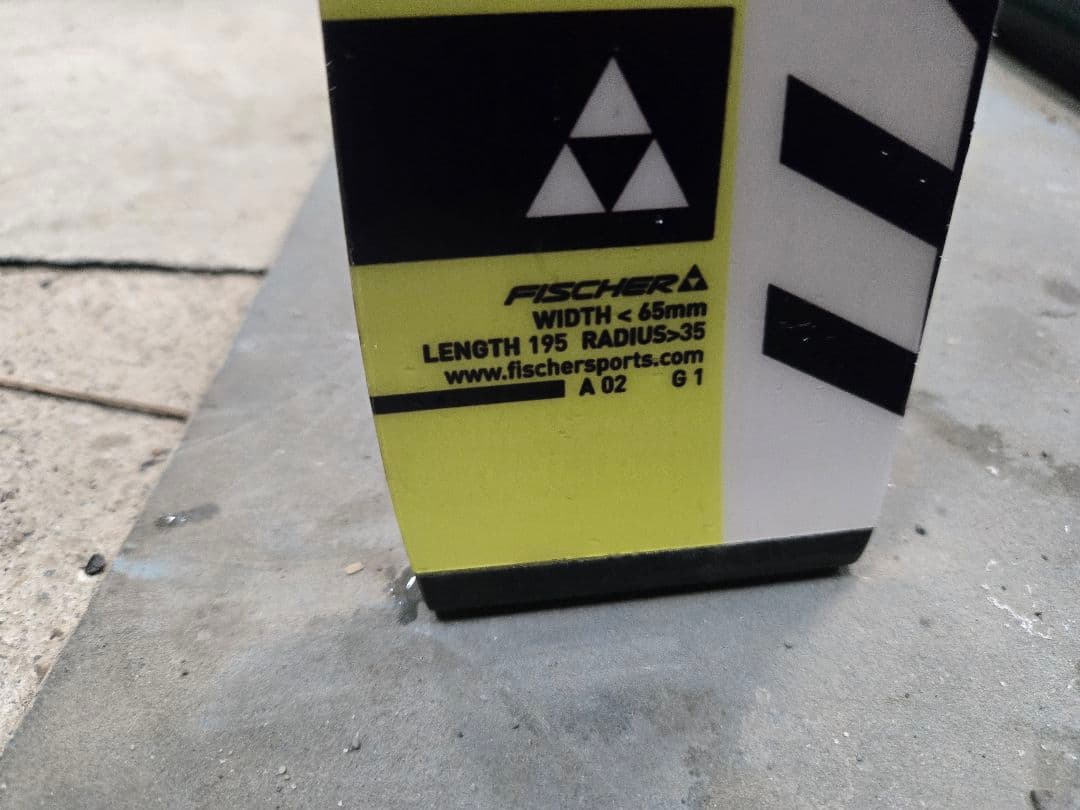 FISCHER
WIDTH < 65mm
LENGTH 195 RADIUS>35
www.fischersports.com
A 02 G 1